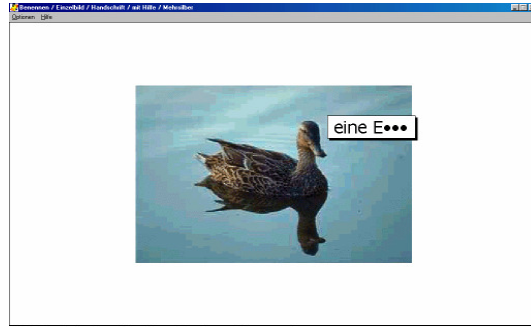 Benennen / Einzelbild / Handschrift / mit Hilfe / Mehrsilber
Optionen Hilfe
eine E●●●